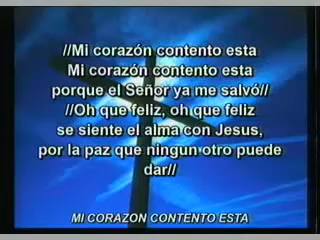 //Mi corazón contento esta
Mi corazón contento esta
porque el Señor ya me salvó//
//Oh que feliz, oh que feliz
se siente el alma con Jesus,
por la paz que ningun otro puede
dar//
MI CORAZON CONTENTO ESTA